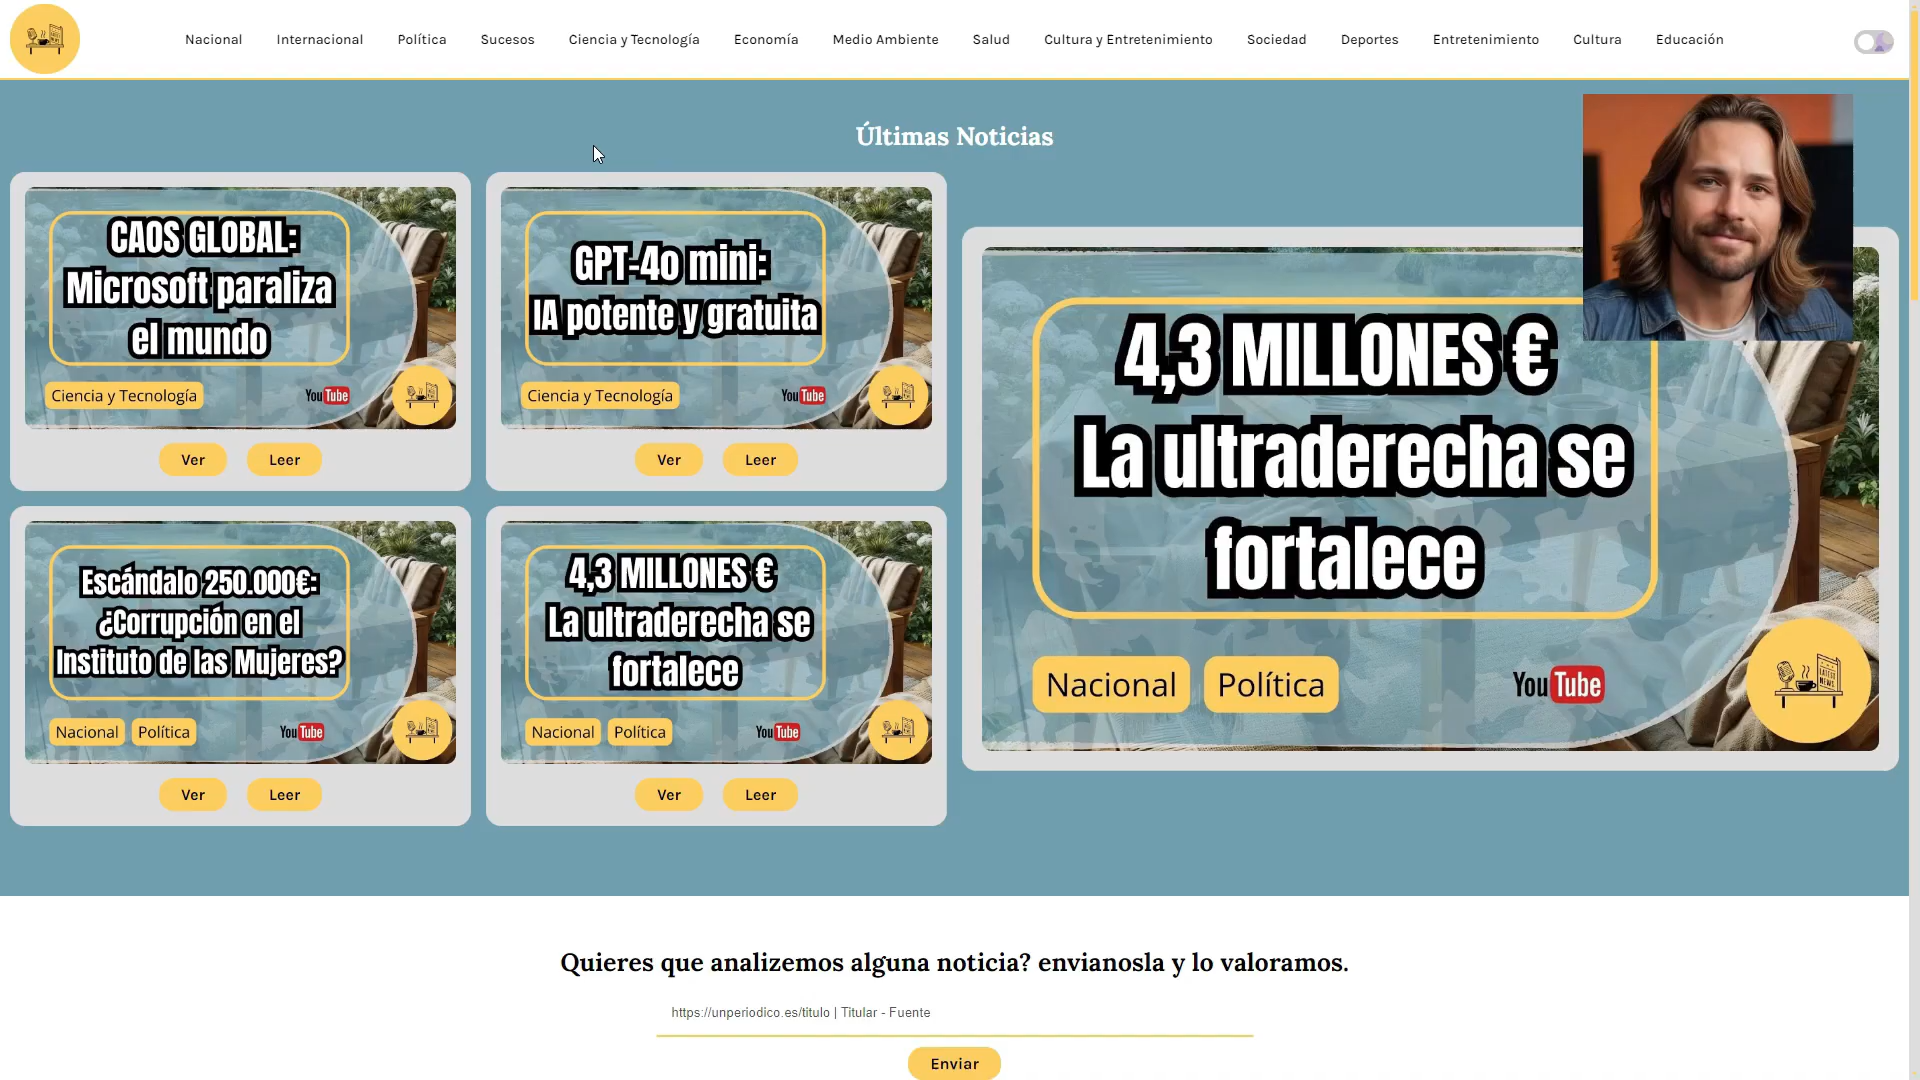 Nacional Internacional Política Sucesos Ciencia y Tecnología Economía Medio Ambiente Salud Cultura y Entretenimiento Sociedad Deportes Entretenimiento Cultura Educación
Últimas Noticias
CAOS GLOBAL:
Microsoft paraliza
el mundo
Ciencia y Tecnología
YouTube
Ver Leer
GPT-4o mini:
IA potente y gratuita
Ciencia y Tecnología
YouTube
Ver Leer
Escándalo 250.000€:
¿Corrupción en el
Instituto de las Mujeres?
Nacional Política
YouTube
Ver Leer
4,3 MILLONES €
La ultraderecha se
fortalece
Nacional Política
YouTube
Ver Leer
4,3 MILLONES €
La ultraderecha se
fortalece
Nacional Política
YouTube
LATEST
NEWS
Quieres que analizemos alguna noticia? envianosla y lo valoramos.
https://unperiodico.es/titulo | Titular - Fuente
Enviar